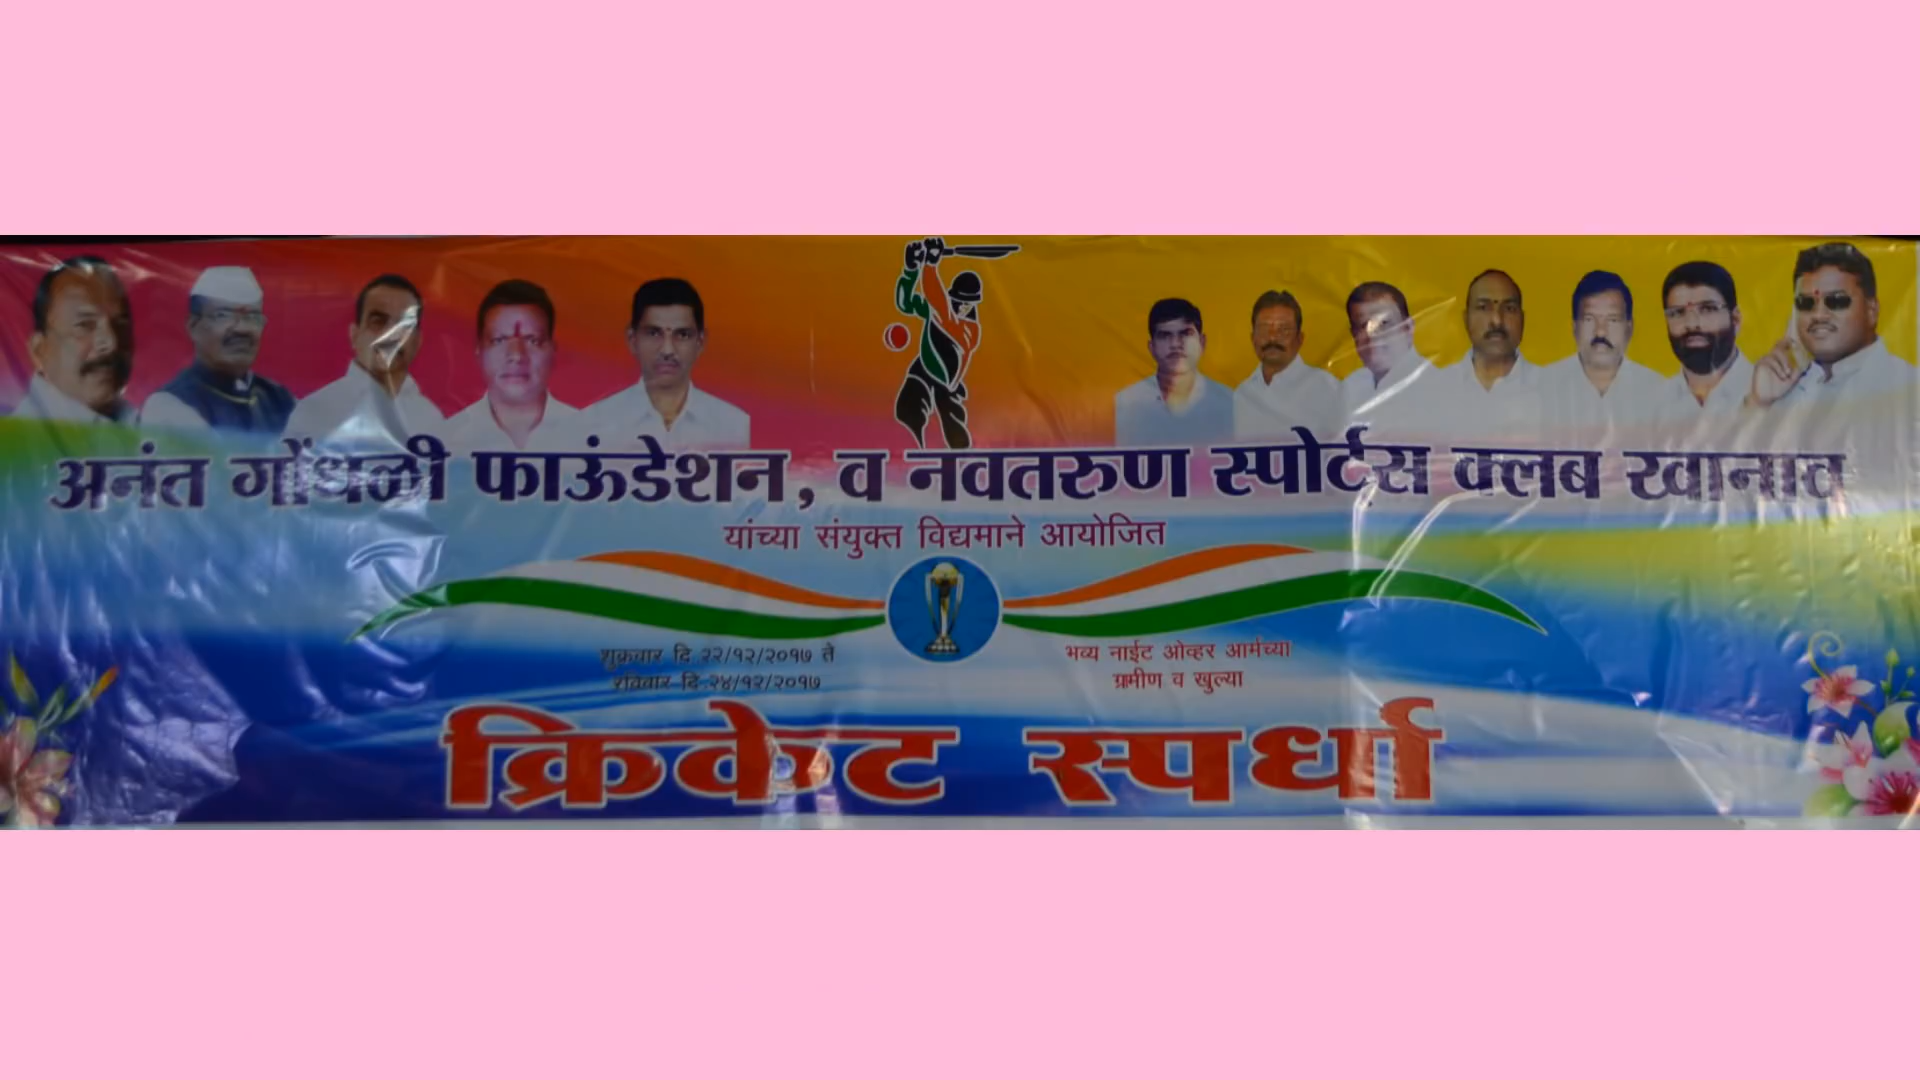 अनंत गोंधळी फाऊंडेशन, व नवतरुण स्पोर्ट्स क्लब खानाव
यांच्या संयुक्त विद्यमाने आयोजित
शुक्रवार दि.२२/१२/२०१७ ते
रविवार दि.२४/१२/२०१७
भव्य नाईट ओव्हर आर्मच्या
ग्रामीण व खुल्या
क्रिकेट स्पर्धा